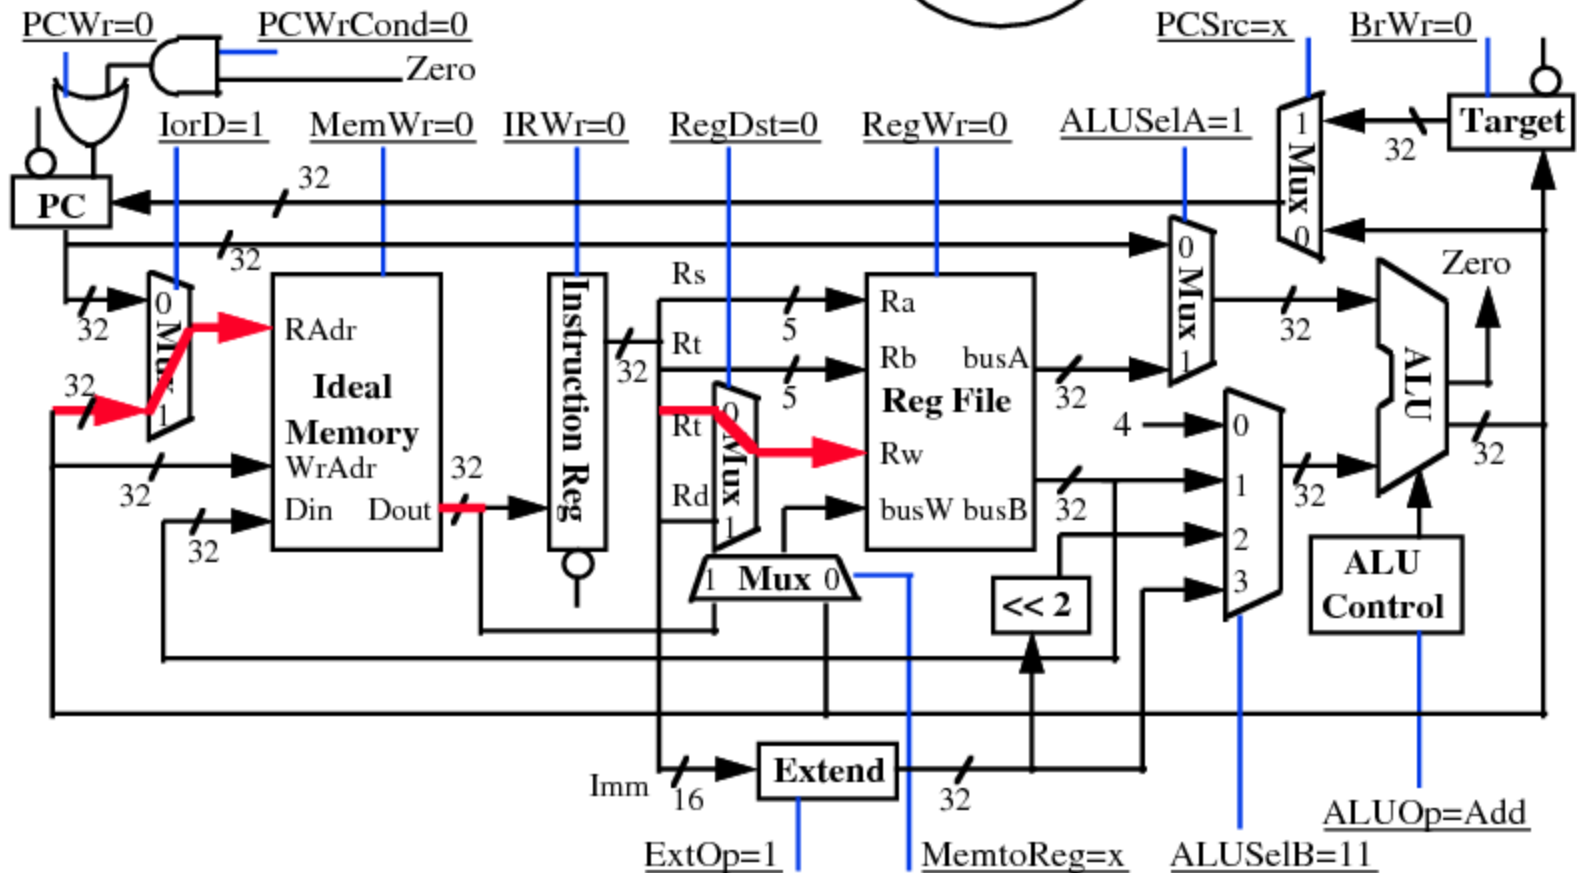 PCWr=0
PCWrCond=0
PCSrc=x
BrWr=0
Zero
IorD=1
MemWr=0
IRWr=0
RegDst=0
RegWr=0
ALUSelA=1
1
Mux
0
32
Target
PC
32
32
32
0
Mux
1
32
RAdr
Ideal
Memory
WrAdr
Din
Dout
32
32
32
Instruction Reg
32
Rs
5
Rt
5
Rt
Rd
0
Mux
1
Ra
Rb
busA
Reg File
Rw
busW
busB
32
32
0
Mux
1
32
4
0
1
2
3
32
ALU
Zero
32
1 Mux 0
<< 2
ALU
Control
Imm
16
Extend
32
ExtOp=1
MemtoReg=x
ALUSelB=11
ALUOp=Add